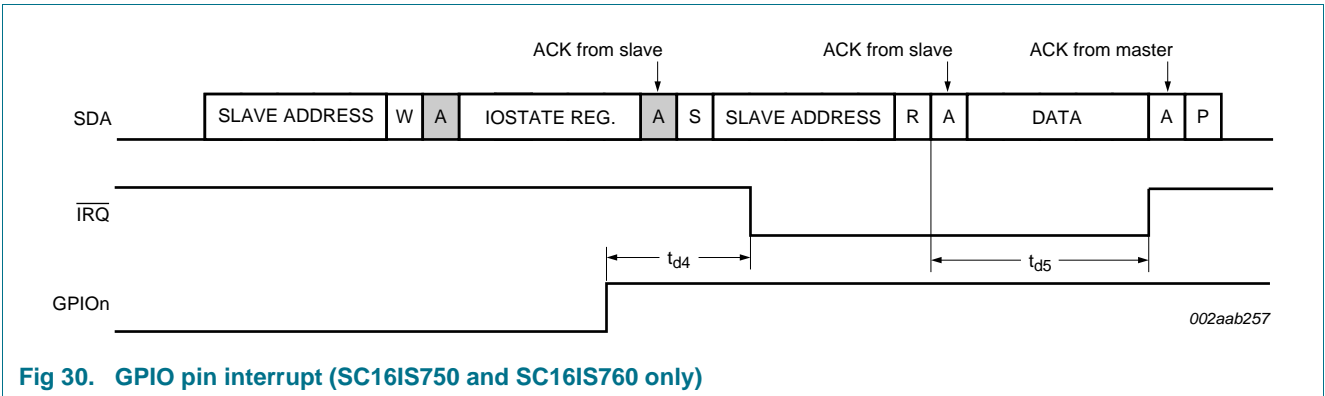 ACK from slave ACK from slave ACK from master
SDA SLAVE ADDRESS W A IOSTATE REG. A S SLAVE ADDRESS R A DATA A P
IRQ
td4 td5
GPIOn
002aab257
Fig 30. GPIO pin interrupt (SC16IS750 and SC16IS760 only)